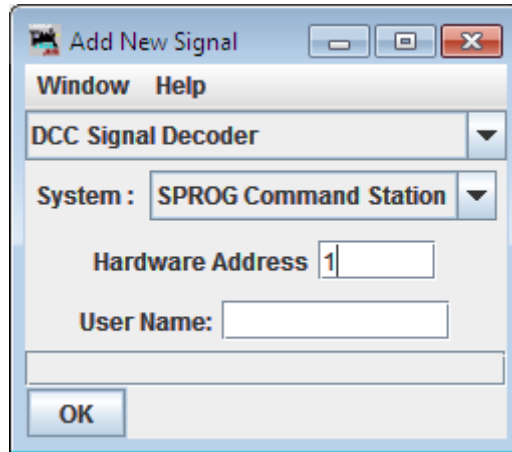 Add New Signal
Window Help
DCC Signal Decoder
System : SPROG Command Station
Hardware Address 1
User Name:
OK